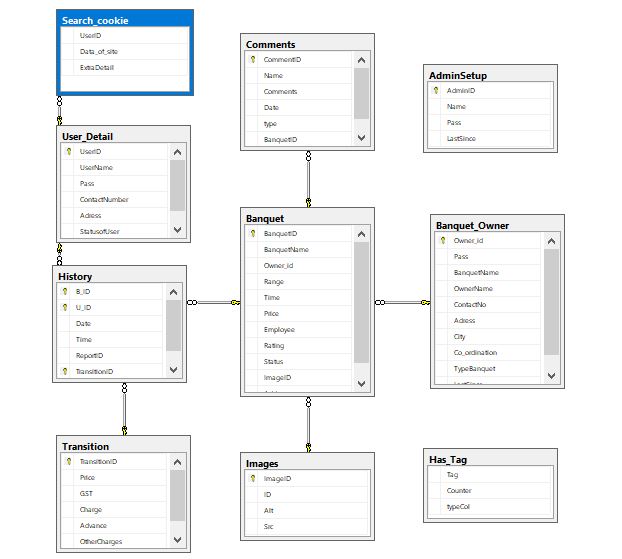 Search_cookie
UserID
Data_of_site
ExtraDetail
User_Detail
UserID
UserName
Pass
ContactNumber
Adress
StatusofUser
History
B_ID
U_ID
Date
Time
ReportID
TransitionID
Transition
TransitionID
Price
GST
Charge
Advance
OtherCharges
Comments
CommentID
Name
Comments
Date
type
BanquetID
Banquet
BanquetID
BanquetName
Owner_id
Range
Time
Price
Employee
Rating
Status
ImageID
Images
ImageID
ID
Alt
Src
AdminSetup
AdminID
Name
Pass
LastSince
Banquet_Owner
Owner_id
Pass
BanquetName
OwnerName
ContactNo
Adress
City
Co_ordination
TypeBanquet
Has_Tag
Tag
Counter
typeCol